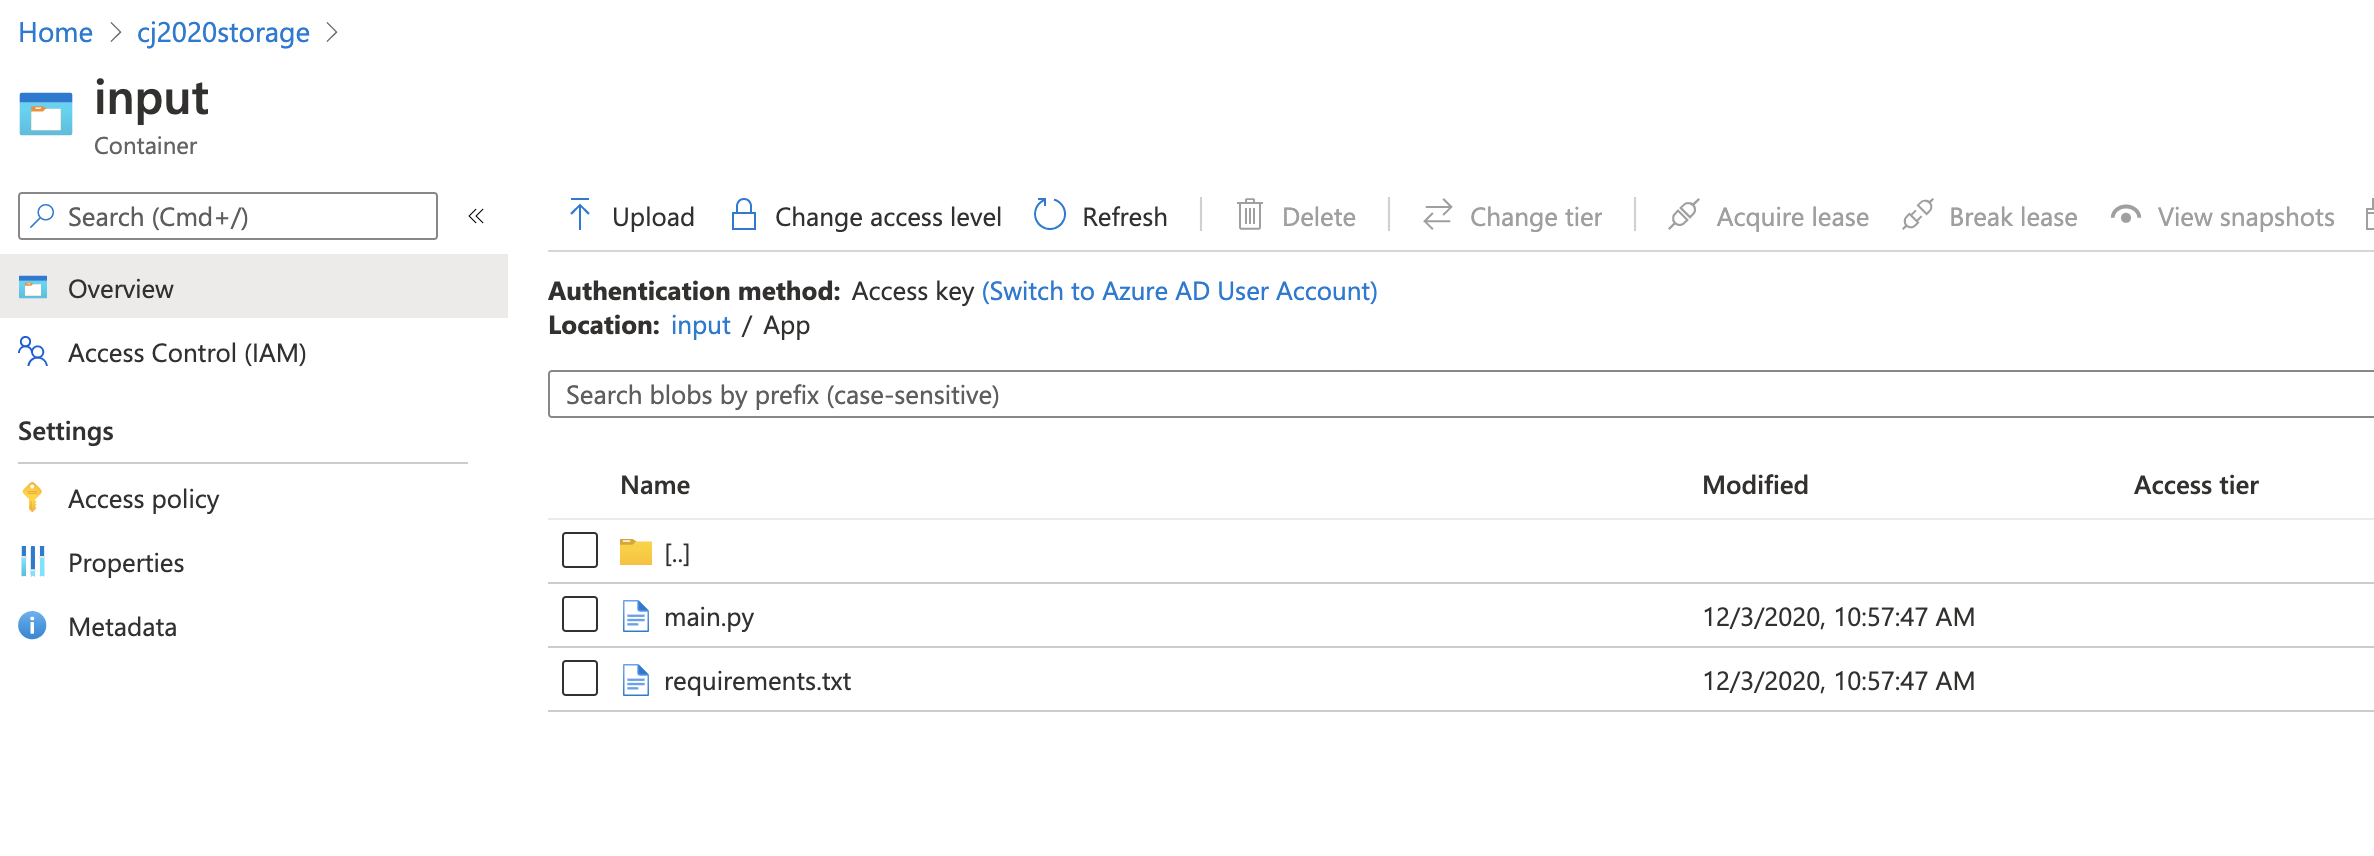 Home > cj2020storage >
input
Container
Search (Cmd+/)
«
Upload Change access level Refresh Delete Change tier Acquire lease Break lease View snapshots
Overview
Access Control (IAM)
Settings
Access policy
Properties
Metadata
Authentication method: Access key (Switch to Azure AD User Account)
Location: input / App
Search blobs by prefix (case-sensitive)
Name Modified Access tier
[..]
main.py 12/3/2020, 10:57:47 AM
requirements.txt 12/3/2020, 10:57:47 AM